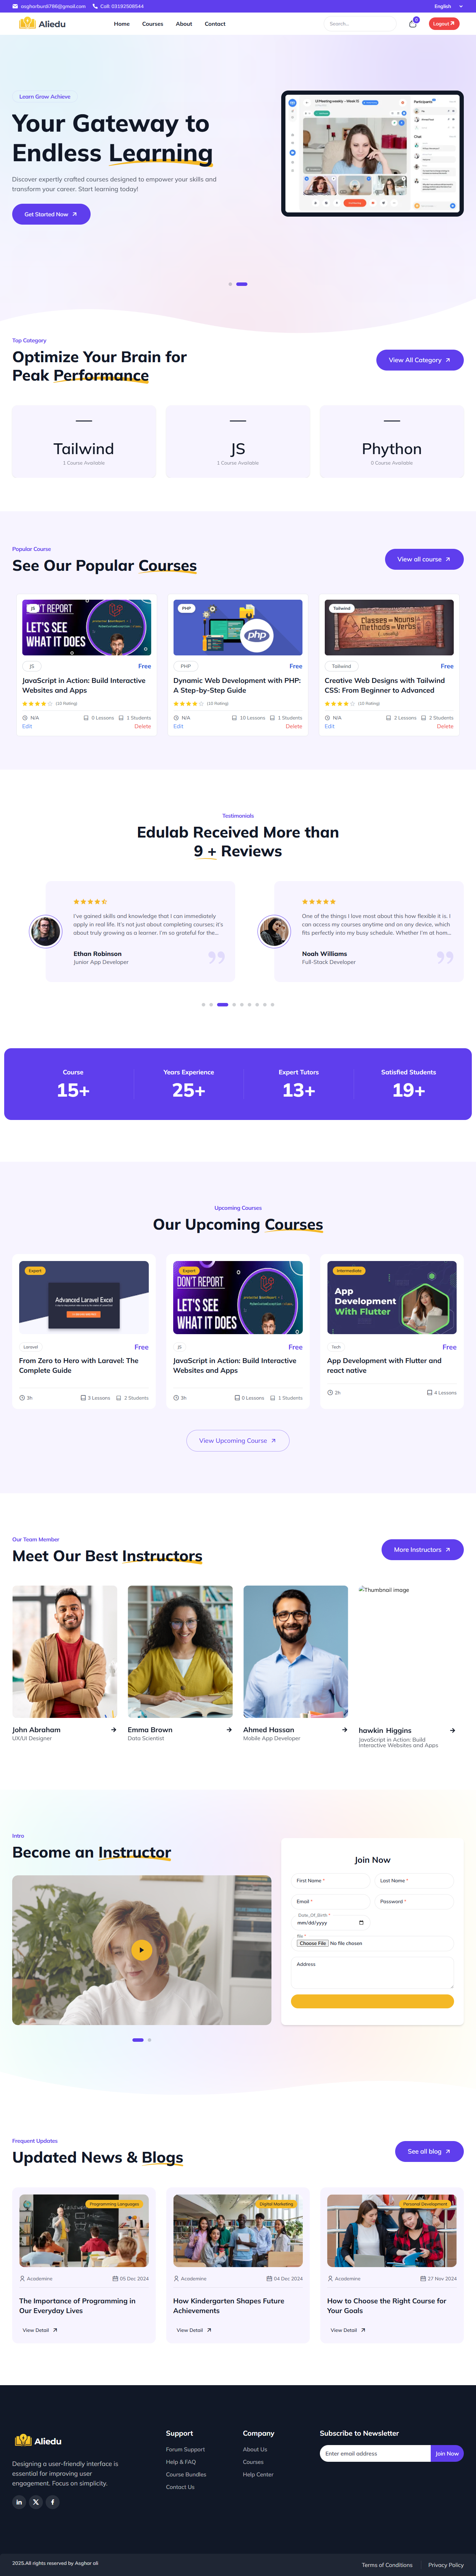 asgharbun8786@gmail.com
Call: 03192508544
English
Aliedu
Home
Courses
About
Contact
Search...
0
Logout
Learn Grow Achieve
Your Gateway to
Endless Learning
Discover expertly crafted courses designed to empower your skills and
transform your career. Start learning today!
Get Started Now
Top Category
Optimize Your Brain for
Peak Performance
View All Category
Tailwind
1 Course Available
JS
1 Course Available
Phython
0 Course Available
Popular Course
See Our Popular Courses
View all course
JS
N'T REPORT
LET'S SEE
WHAT IT DOES
JS
Free
JavaScript in Action: Build Interactive
Websites and Apps
(10 Rating)
N/A
0 Lessons
1 Students
Edit
Delete
PHP
php
PHP
Free
Dynamic Web Development with PHP:
A Step-by-Step Guide
(10 Rating)
N/A
10 Lessons
1 Students
Edit
Delete
Tailwind
Classes = Nouns
Methods = Verbs
Tailwind
Free
Creative Web Designs with Tailwind
CSS: From Beginner to Advanced
(10 Rating)
N/A
2 Lessons
2 Students
Edit
Delete
Testimonials
Edulab Received More than
9 + Reviews
I've gained skills and knowledge that I can immediately
apply in real life. It's not just about completing courses; it's
about truly growing as a learner. I'm so grateful for the...
Ethan Robinson
Junior App Developer
One of the things I love most about this how flexible it is. I
can access my courses anytime and on any device, which
fits perfectly into my busy schedule. Whether I'm at hom...
Noah Williams
Full-Stack Developer
Course
15+
Years Experience
25+
Expert Tutors
13+
Satisfied Students
19+
Upcoming Courses
Our Upcoming Courses
Expert
Advanced Laravel Excel
Laravel
Free
From Zero to Hero with Laravel: The
Complete Guide
3h
3 Lessons
2 Students
Expert
DON'T REPORT
LET'S SEE
WHAT IT DOES
JS
Free
JavaScript in Action: Build Interactive
Websites and Apps
3h
0 Lessons
1 Students
Intermediate
App
Development
With Flutter
Tech
Free
App Development with Flutter and
react native
2h
4 Lessons
View Upcoming Course
Our Team Member
Meet Our Best Instructors
More Instructors
John Abraham
UX/UI Designer
Emma Brown
Data Scientist
Ahmed Hassan
Mobile App Developer
Thumbnail image
hawkin Higgins
JavaScript in Action: Build
Interactive Websites and Apps
Intro
Become an Instructor
Join Now
First Name *
Last Name *
Email *
Password *
Date_Of_Birth *
mm/dd/yyyy
file *
Choose File No file chosen
Address
Frequent Updates
Updated News & Blogs
See all blog
Programming Languages
Academine
05 Dec 2024
The Importance of Programming in
Our Everyday Lives
View Detail
Digital Marketing
Academine
04 Dec 2024
How Kindergarten Shapes Future
Achievements
View Detail
Personal Development
Academine
27 Nov 2024
How to Choose the Right Course for
Your Goals
View Detail
Aliedu
Designing a user-friendly interface is
essential for improving user
engagement. Focus on simplicity.
Support
Forum Support
Help & FAQ
Course Bundles
Contact Us
Company
About Us
Courses
Help Center
Subscribe to Newsletter
Enter email address
Join Now
2025.All rights reserved by Asghar ali
Terms of Conditions
Privacy Policy